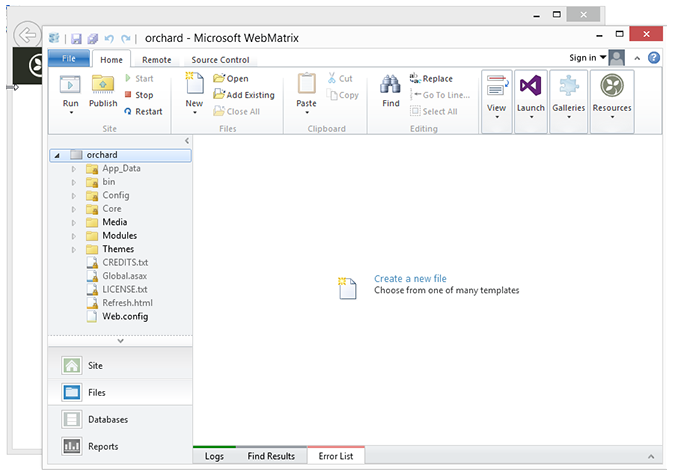 orchard - Microsoft WebMatrix
File Home Remote Source Control Sign in
Run Publish Start Stop Restart
Site
New Open Add Existing Close All
Files
Paste Cut Copy
Clipboard
Find Replace Go To Line... Select All
Editing
View Launch Galleries Resources
orchard
App_Data
bin
Config
Core
Media
Modules
Themes
CREDITS.txt
Global.asax
LICENSE.txt
Refresh.html
Web.config
Create a new file
Choose from one of many templates
Site
Files
Databases
Reports
Logs Find Results Error List